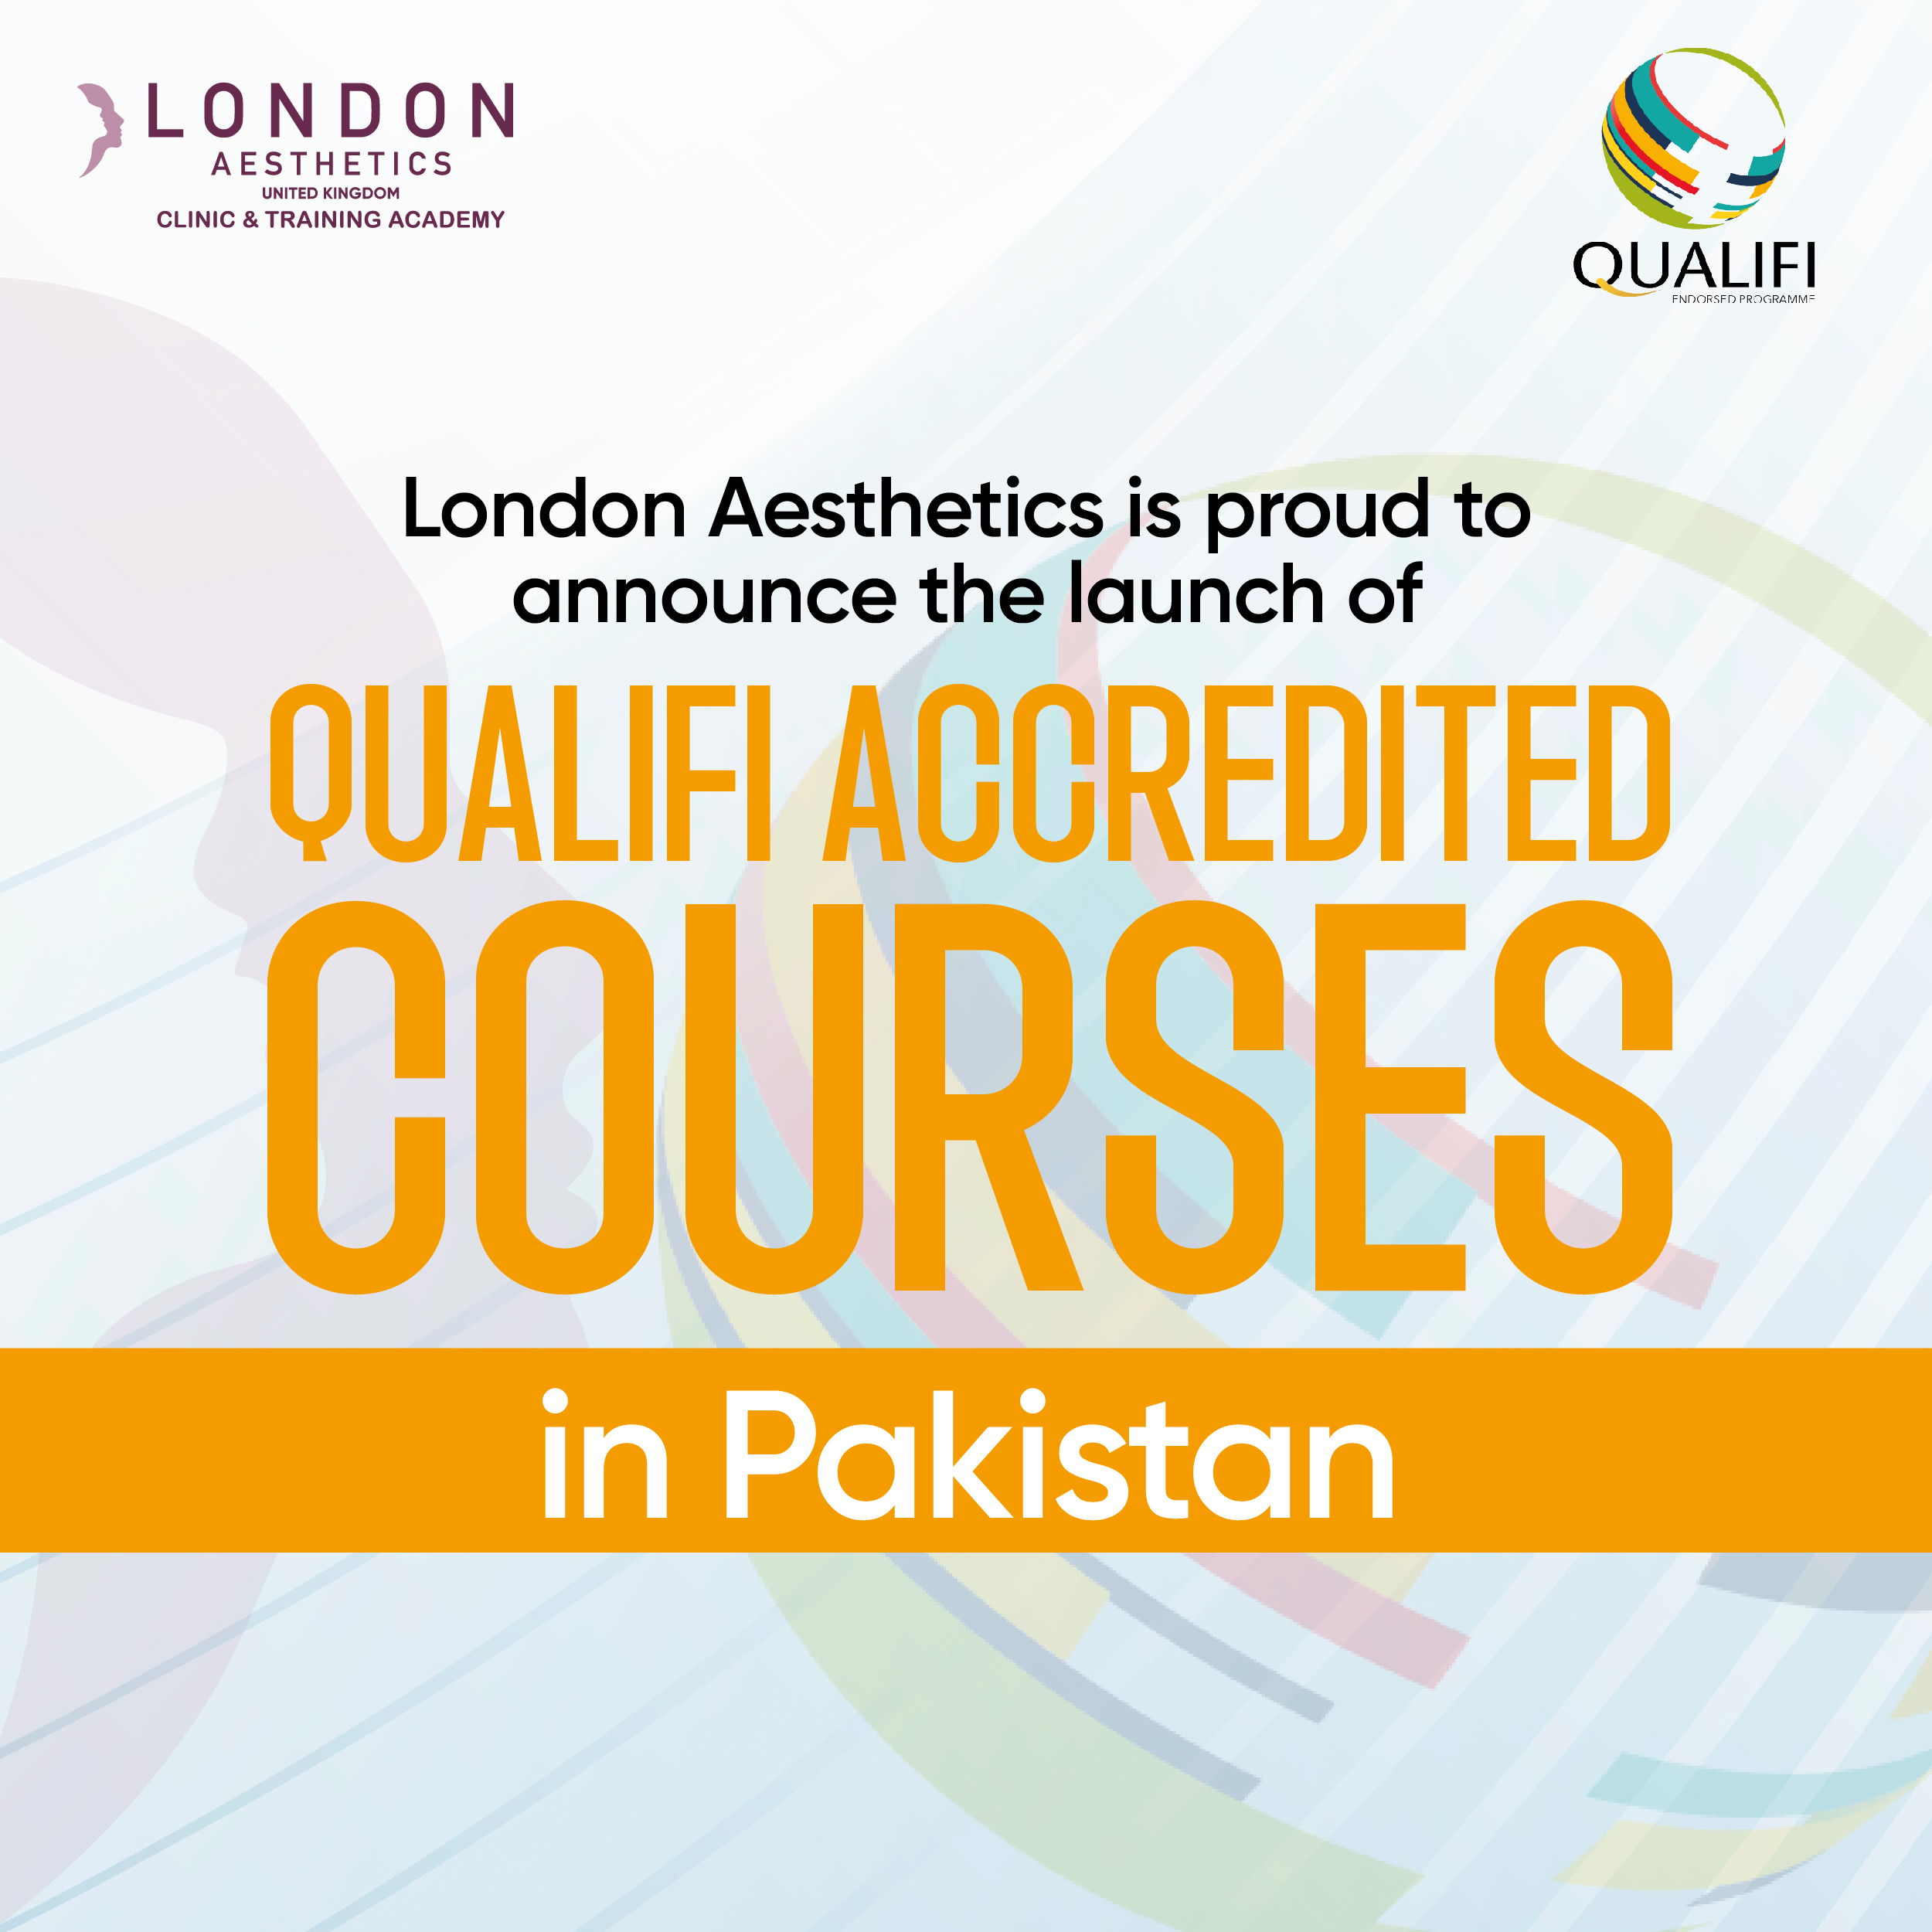 LONDON
AESTHETICS
UNITED KINGDOM
CLINIC & TRAINING ACADEMY
QUALIFI
ENDORSED PROGRAMME
London Aesthetics is proud to
announce the launch of
QUALIFI ACCREDITED
COURSES
in Pakistan